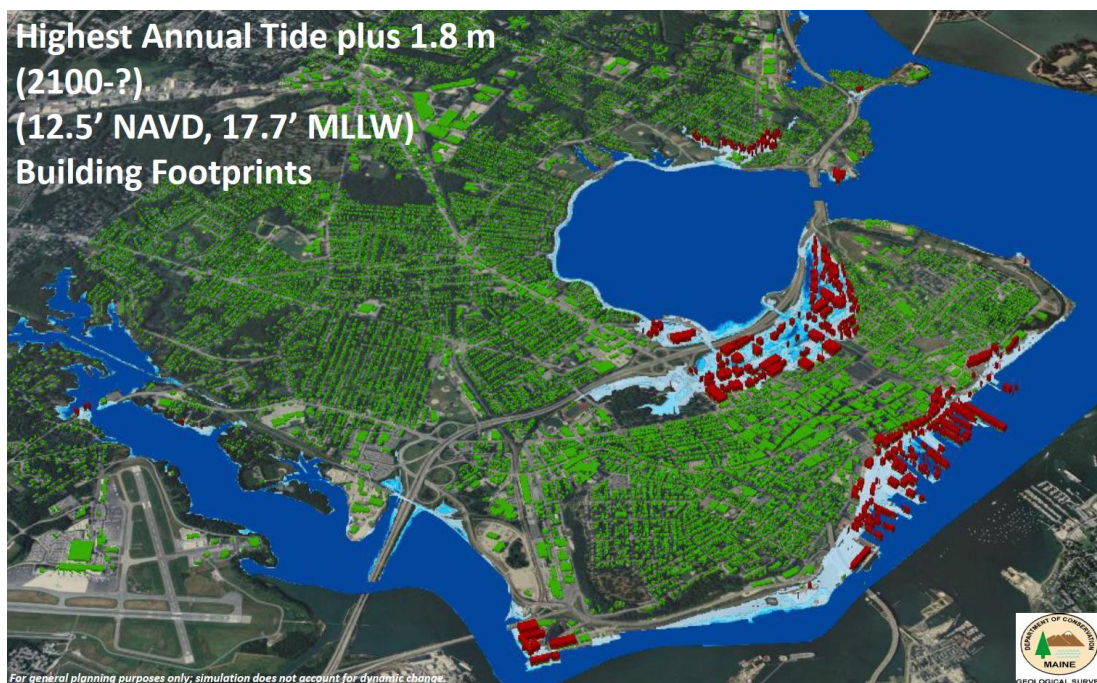 Highest Annual Tide plus 1.8 m
(2100-?)
(12.5’ NAVD, 17.7’ MLLW)
Building Footprints
For general planning purposes only; simulation does not account for dynamic change.
DEPARTMENT OF CONSERVATION
MAINE
GEOLOGICAL SURVEY